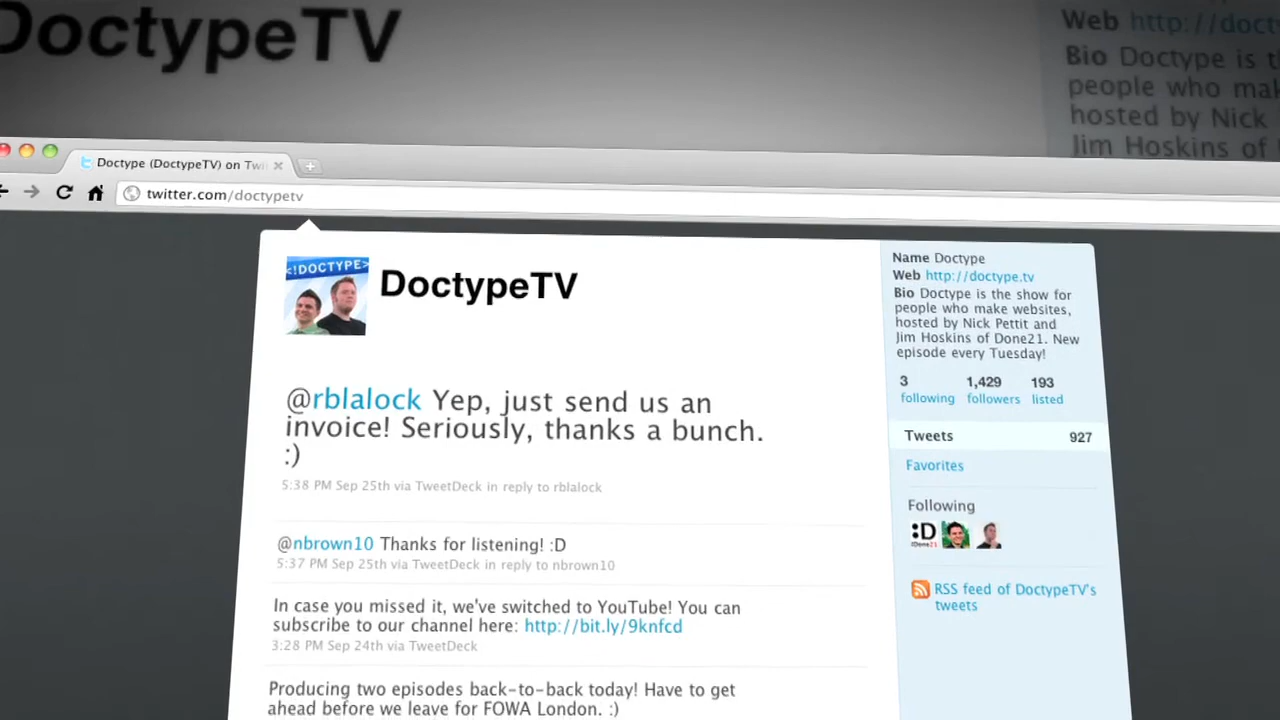 DoctypeTV
Web http://doct
Bio Doctype is t
people who mak
hosted by Nick
Jim Hoskins of
Doctype (DoctypeTV) on Twi
twitter.com/doctypetv
<!DOCTYPE>
DoctypeTV
@rblalock Yep, just send us an
invoice! Seriously, thanks a bunch.
:)
5:38 PM Sep 25th via TweetDeck in reply to rblalock
@nbrown10 Thanks for listening! :D
5:37 PM Sep 25th via TweetDeck in reply to nbrown10
In case you missed it, we've switched to YouTube! You can
subscribe to our channel here: http://bit.ly/9knfcd
3:28 PM Sep 24th via TweetDeck
Producing two episodes back-to-back today! Have to get
ahead before we leave for FOWA London. :)
Name Doctype
Web http://doctype.tv
Bio Doctype is the show for
people who make websites,
hosted by Nick Pettit and
Jim Hoskins of Done21. New
episode every Tuesday!
3 1,429 193
following followers listed
Tweets 927
Favorites
Following
:D
Done21
RSS feed of DoctypeTV's
tweets